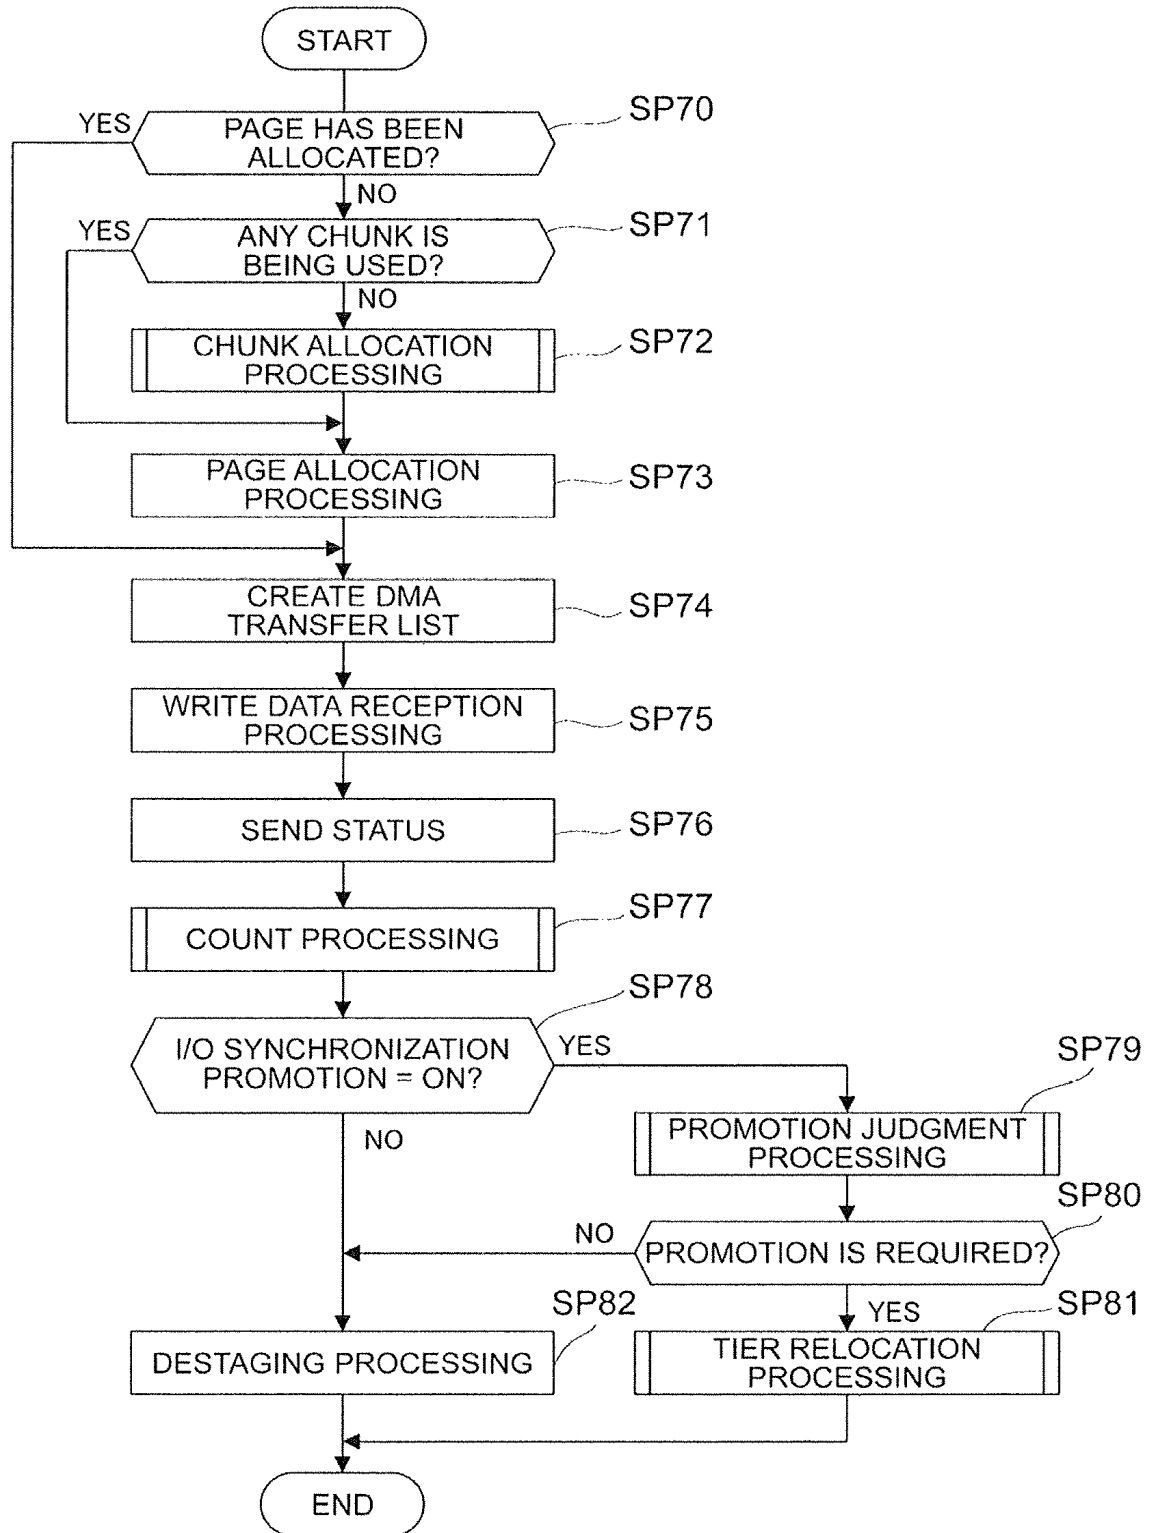 START
SP70
YES
PAGE HAS BEEN
ALLOCATED?
NO
SP71
YES
ANY CHUNK IS
BEING USED?
NO
SP72
CHUNK ALLOCATION
PROCESSING
SP73
PAGE ALLOCATION
PROCESSING
SP74
CREATE DMA
TRANSFER LIST
SP75
WRITE DATA RECEPTION
PROCESSING
SP76
SEND STATUS
SP77
COUNT PROCESSING
SP78
I/O SYNCHRONIZATION
PROMOTION = ON?
YES
NO
SP79
PROMOTION JUDGMENT
PROCESSING
SP80
NO
PROMOTION IS REQUIRED?
YES
SP82
SP81
DESTAGING PROCESSING
TIER RELOCATION
PROCESSING
END